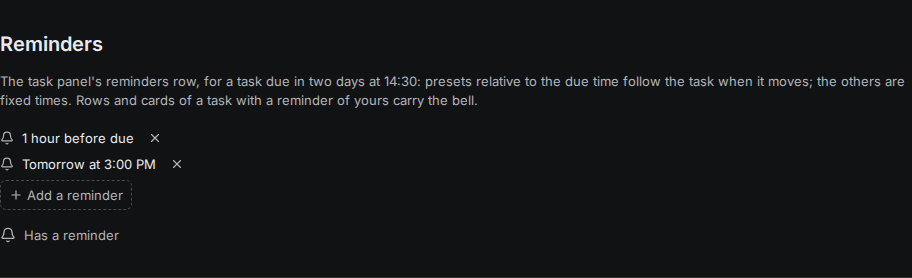 Reminders
The task panel's reminders row, for a task due in two days at 14:30: presets relative to the due time follow the task when it moves; the others are
fixed times. Rows and cards of a task with a reminder of yours carry the bell.
1 hour before due
Tomorrow at 3:00 PM
Add a reminder
Has a reminder